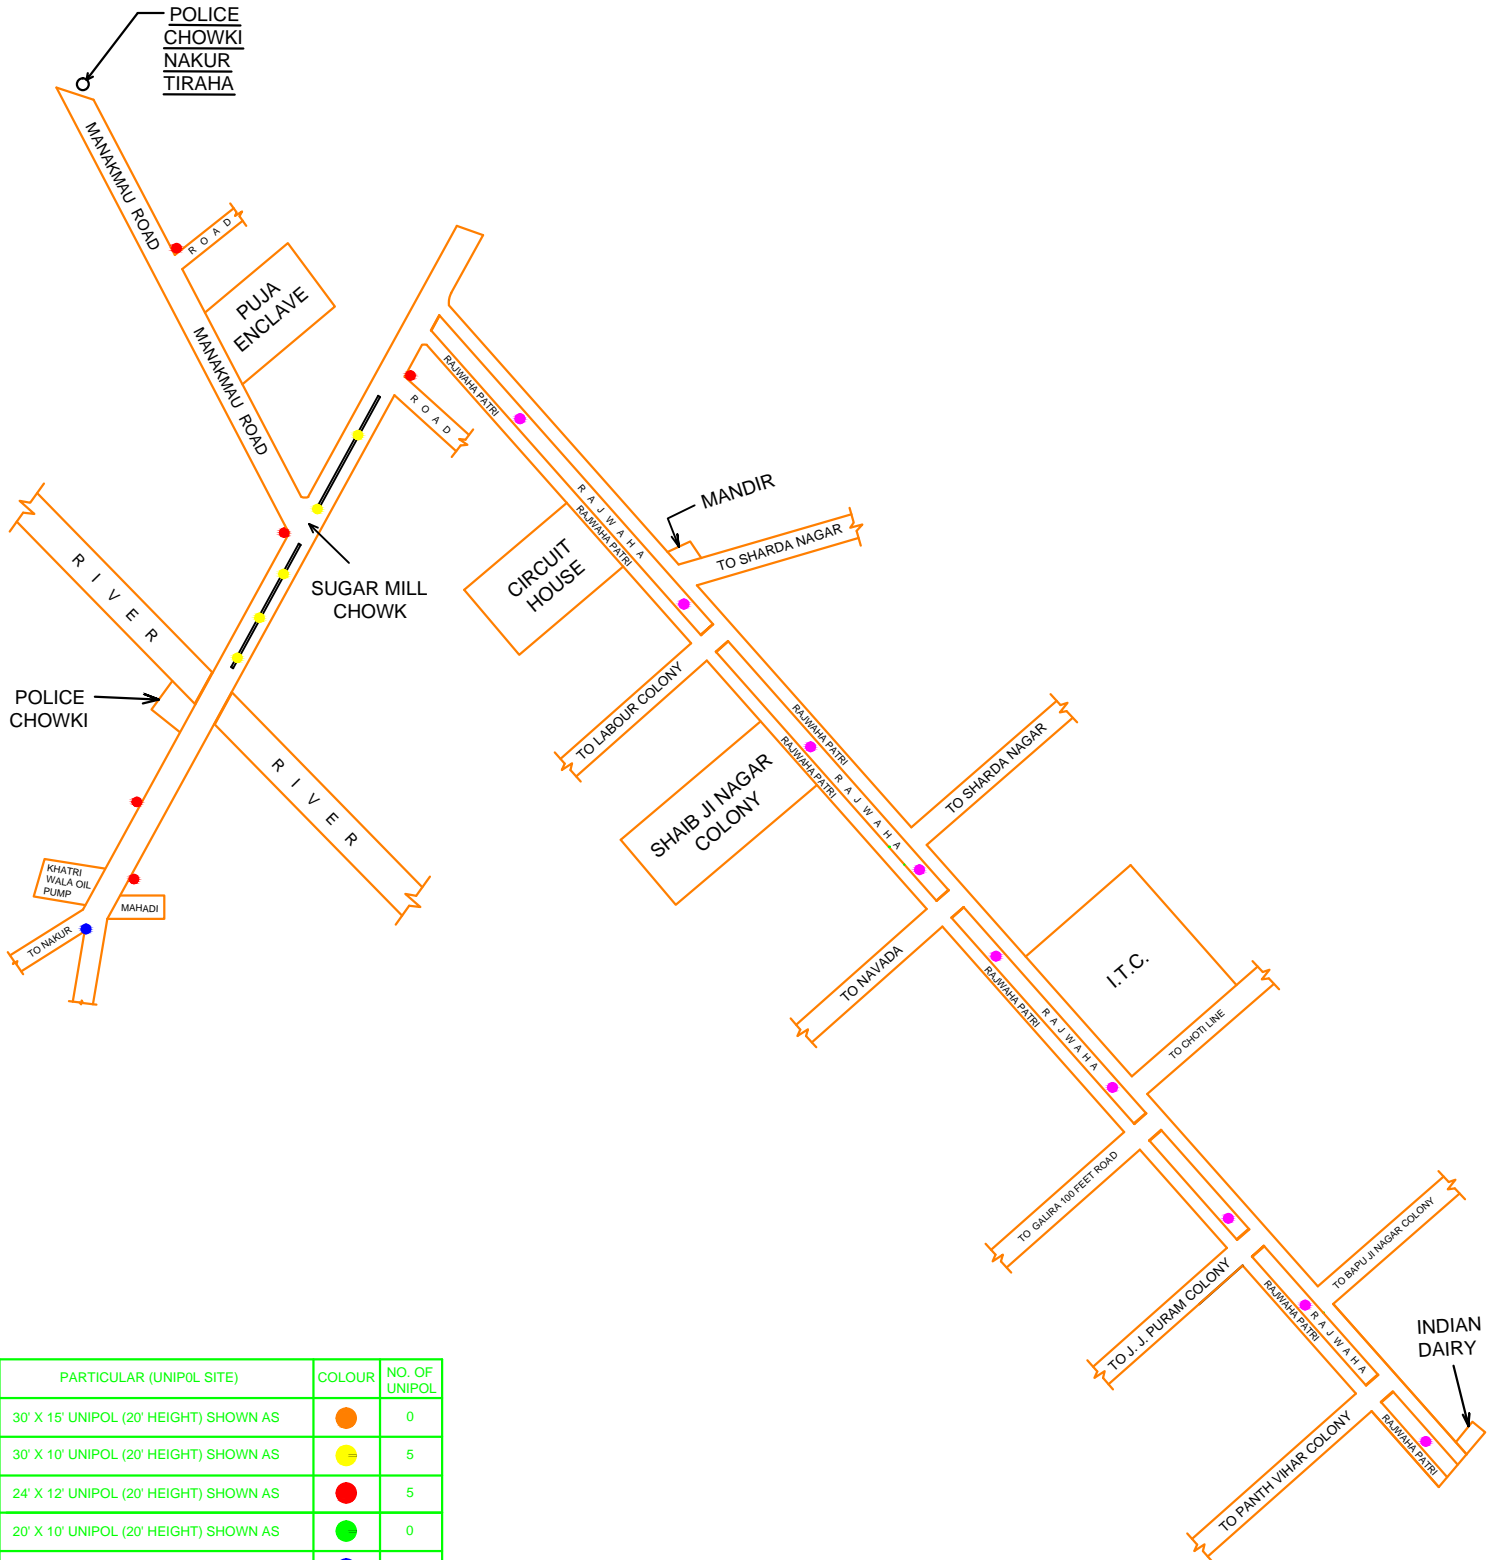 POLICE
CHOWKI
NAKUR
TIRAHA
MANAKMAU ROAD
ROAD
PUJA
ENCLAVE
MANAKMAU ROAD
RAJWAHA PATRI
ROAD
RAJWAHA
RAJWAHA PATRI
MANDIR
TO SHARDA NAGAR
CIRCUIT
HOUSE
SUGAR MILL
CHOWK
RIVER
POLICE
CHOWKI
RIVER
TO LABOUR COLONY
RAJWAHA PATRI
RAJWAHA PATRI
RAJWAHA
SHAIB JI NAGAR
COLONY
TO SHARDA NAGAR
KHATRI
WALA OIL
PUMP
MAHADI
TO NAKUR
TO NAVADA
RAJWAHA PATRI
RAJWAHA
I.T.C.
TO CHOTI LINE
TO GALIRA 100 FEET ROAD
TO J. J. PURAM COLONY
TO BAPU JI NAGAR COLONY
RAJWAHA PATRI
RAJWAHA
INDIAN
DAIRY
TO PANTH VIHAR COLONY
RAJWAHA PATRI
PARTICULAR (UNIP0L SITE) COLOUR NO. OF
UNIPOL
30' X 15' UNIPOL (20' HEIGHT) SHOWN AS 0
30' X 10' UNIPOL (20' HEIGHT) SHOWN AS 5
24' X 12' UNIPOL (20' HEIGHT) SHOWN AS 5
20' X 10' UNIPOL (20' HEIGHT) SHOWN AS 0